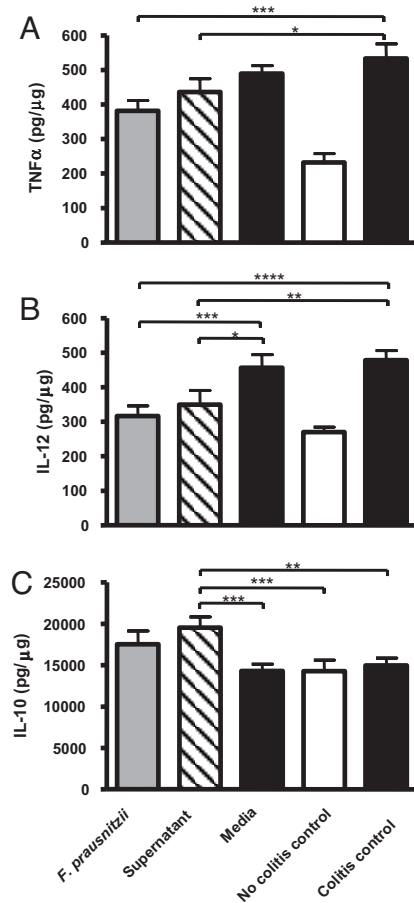 A
***
*
600
500
400
300
200
100
0
TNFα (pg/µg)
B
****
**
***
*
600
500
400
300
200
100
0
IL-12 (pg/µg)
C
**
***
***
25000
20000
15000
10000
5000
0
IL-10 (pg/µg)
F. prausnitzii
Supernatant
Media
No colitis control
Colitis control